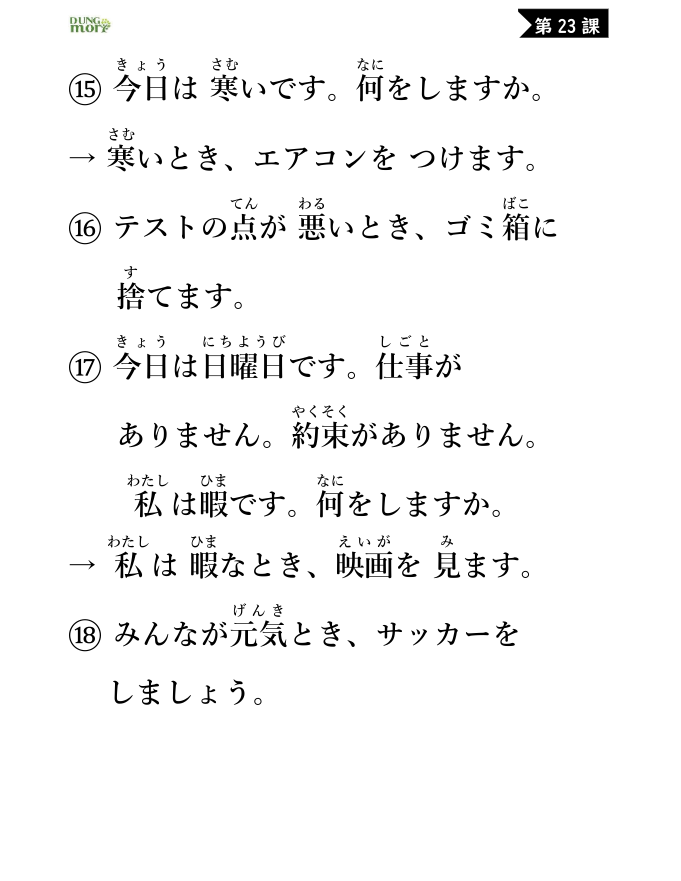 DUNG
mori
第 23 課
きょう さむ なに
⑮ 今日は 寒いです。何をしますか。
さむ
→ 寒いとき、エアコンを つけます。
てん わる ばこ
⑯ テストの点が 悪いとき、ゴミ箱に
す
捨てます。
きょう にちようび しごと
⑰ 今日は日曜日です。仕事が
やくそく
ありません。約束がありません。
わたし ひま なに
私は暇です。何をしますか。
わたし ひま えいが み
→ 私は 暇なとき、映画を 見ます。
げんき
⑱ みんなが元気とき、サッカーを
しましょう。